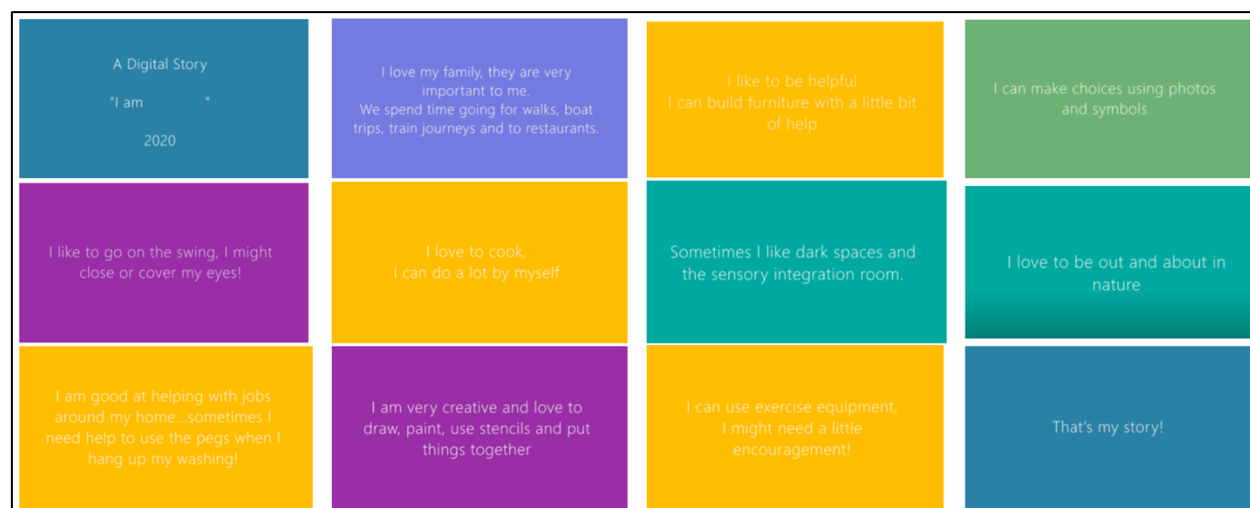 A Digital Story
"I am "
2020
I love my family, they are very
important to me.
We spend time going for walks, boat
trips, train journeys and to restaurants.
I like to be helpful
I can build furniture with a little bit
of help
I can make choices using photos
and symbols
I like to go on the swing, I might
close or cover my eyes!
I love to cook,
I can do a lot by myself
Sometimes I like dark spaces and
the sensory integration room.
I love to be out and about in
nature
I am good at helping with jobs
around my home...sometimes I
need help to use the pegs when I
hang up my washing!
I am very creative and love to
draw, paint, use stencils and put
things together
I can use exercise equipment,
I might need a little
encouragement!
That's my story!